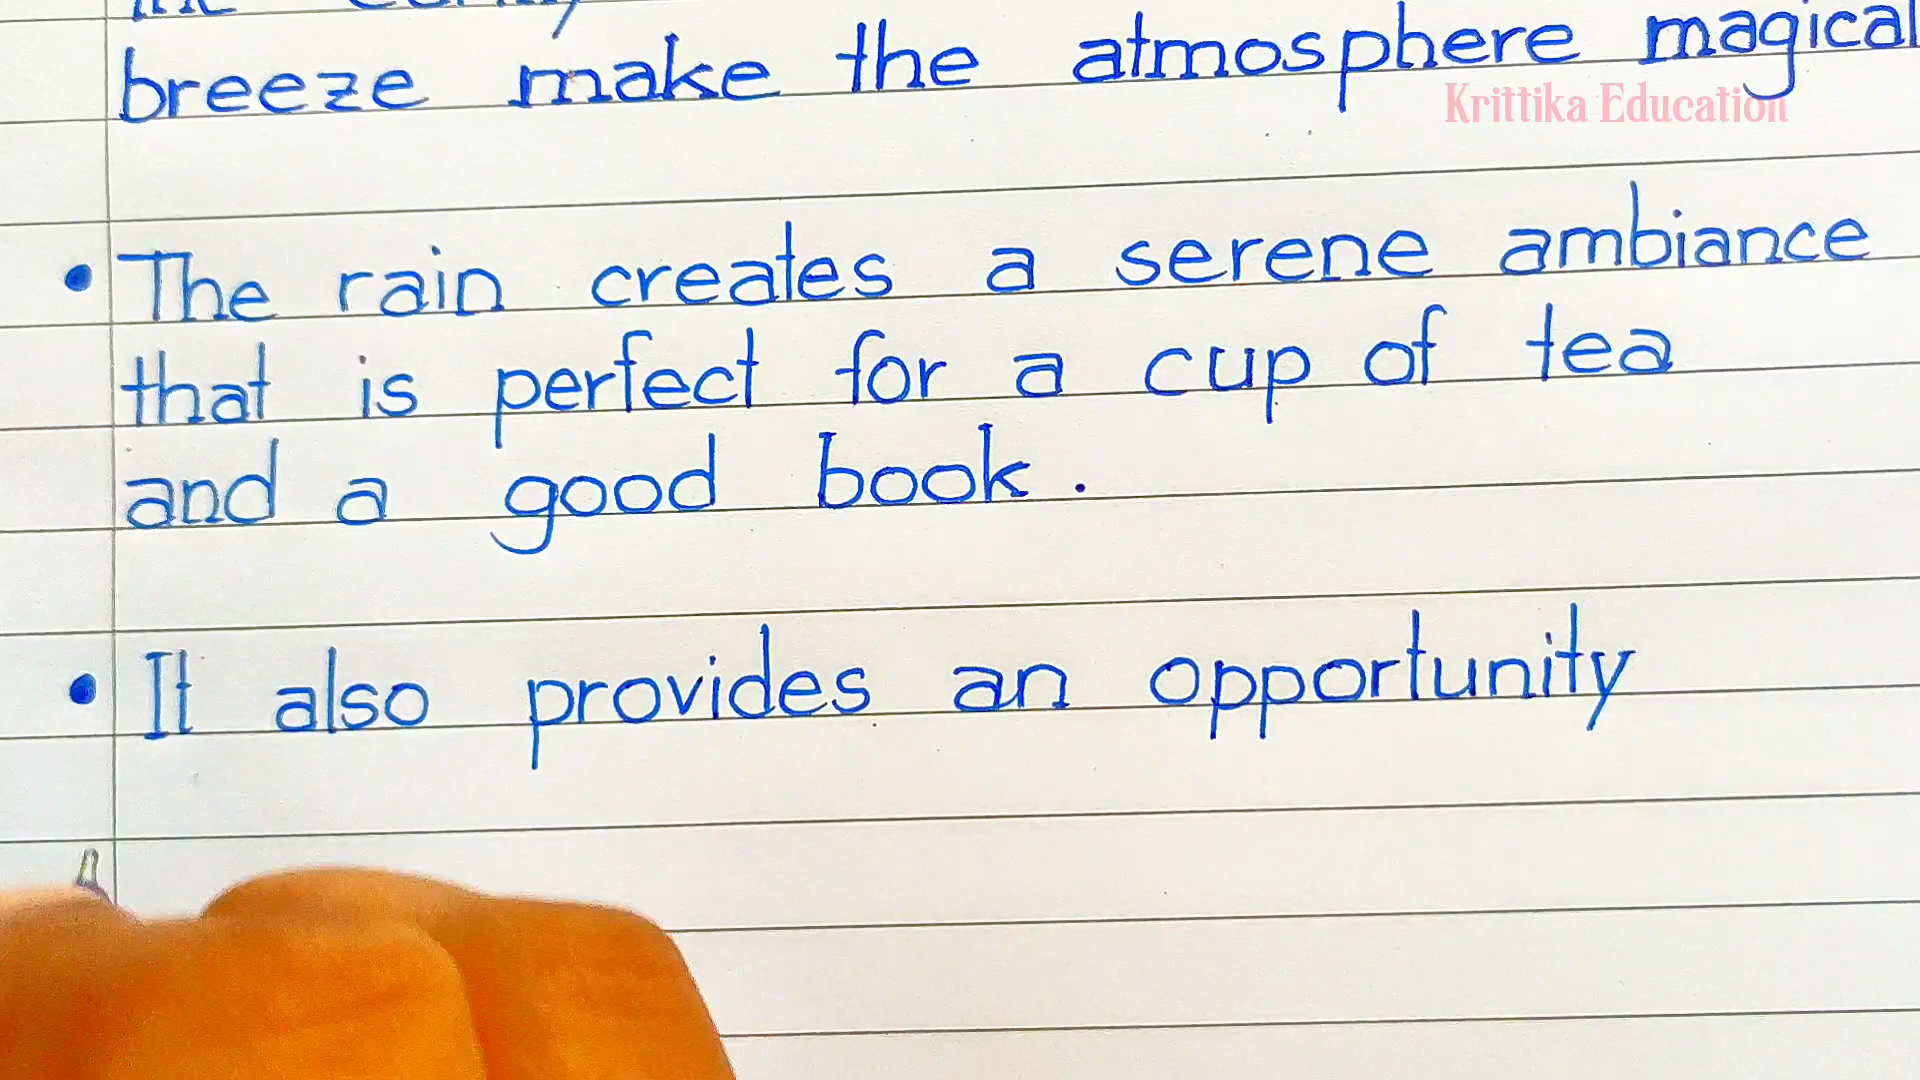 breeze make the atmosphere magical
Krittika Education
• The rain creates a serene ambiance
that is perfect for a cup of tea
and a good book.
• It also provides an opportunity